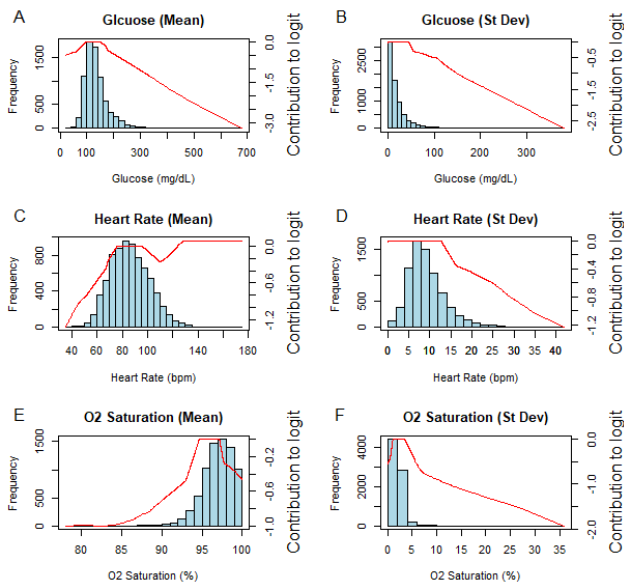 A
Glcuose (Mean)
Frequency
0 500 1500
0.0 -1.5 -3.0
Contribution to logit
100 300 500 700
Glucose (mg/dL)
B
Glcuose (St Dev)
Frequency
0 1000 2500
-0.5 -1.5 -2.5
Contribution to logit
0 100 200 300
Glucose (mg/dL)
C
Heart Rate (Mean)
Frequency
0 400 800
0.0 -0.4 -0.8 -1.2
Contribution to logit
40 60 80 100 140 180
Heart Rate (bpm)
D
Heart Rate (St Dev)
Frequency
0 500 1500
0.0 -0.4 -0.8 -1.2
Contribution to logit
0 5 10 15 20 25 30 35 40
Heart Rate (bpm)
E
O2 Saturation (Mean)
Frequency
0 500 1500
-0.2 -0.6 -1.0
Contribution to logit
80 85 90 95 100
O2 Saturation (%)
F
O2 Saturation (St Dev)
Frequency
0 2000 4000
0.0 -1.0 -2.0
Contribution to logit
0 5 10 15 20 25 30 35
O2 Saturation (%)